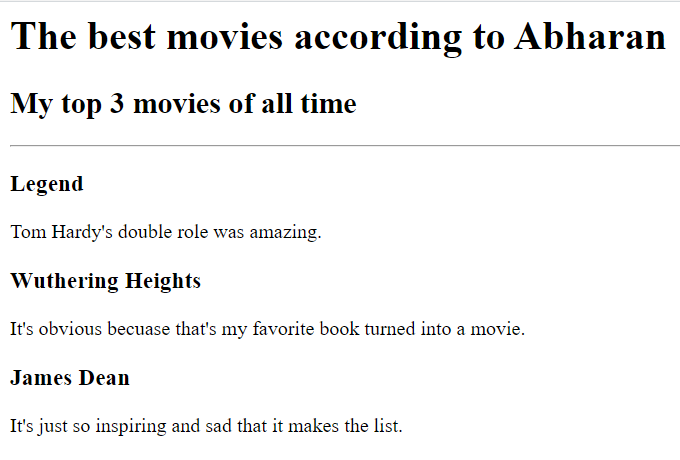 The best movies according to Abharan
My top 3 movies of all time
Legend
Tom Hardy's double role was amazing.
Wuthering Heights
It's obvious becuase that's my favorite book turned into a movie.
James Dean
It's just so inspiring and sad that it makes the list.